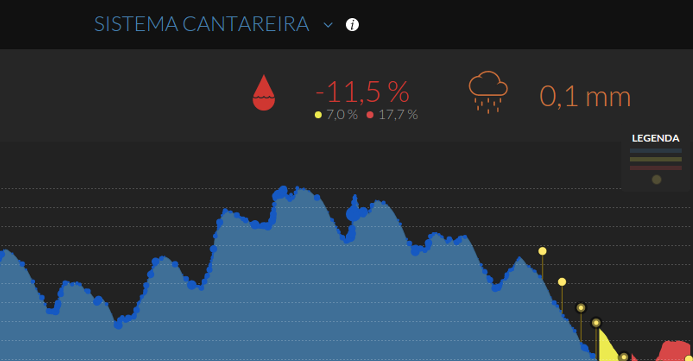 SISTEMA CANTAREIRA
i
-11,5 %
7,0 % 17,7 %
0,1 mm
LEGENDA